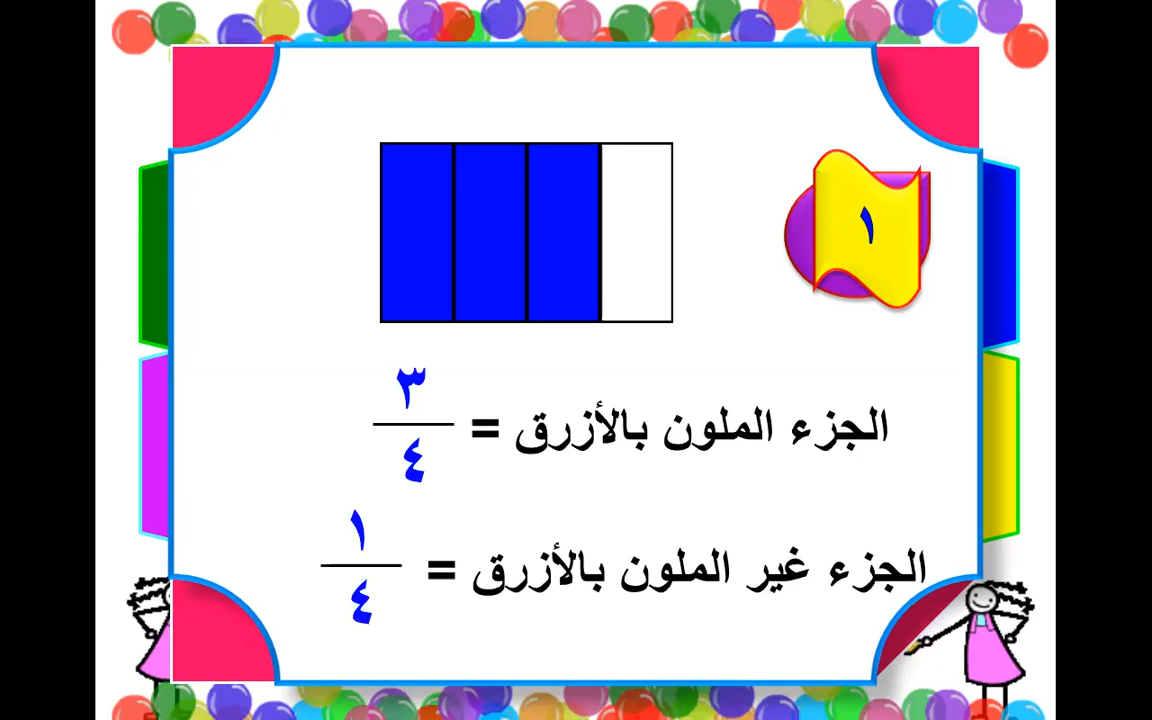 ١
الجزء الملون بالأزرق = ٣/٤
الجزء غير الملون بالأزرق = ١/٤